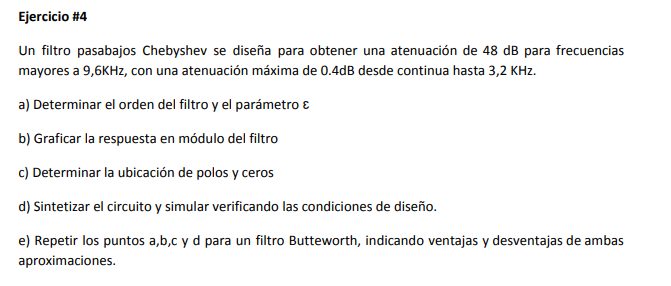 Ejercicio #4
Un filtro pasabajos Chebyshev se diseña para obtener una atenuación de 48 dB para frecuencias
mayores a 9,6KHz, con una atenuación máxima de 0.4dB desde continua hasta 3,2 KHz.
a) Determinar el orden del filtro y el parámetro ε
b) Graficar la respuesta en módulo del filtro
c) Determinar la ubicación de polos y ceros
d) Sintetizar el circuito y simular verificando las condiciones de diseño.
e) Repetir los puntos a,b,c y d para un filtro Butteworth, indicando ventajas y desventajas de ambas
aproximaciones.